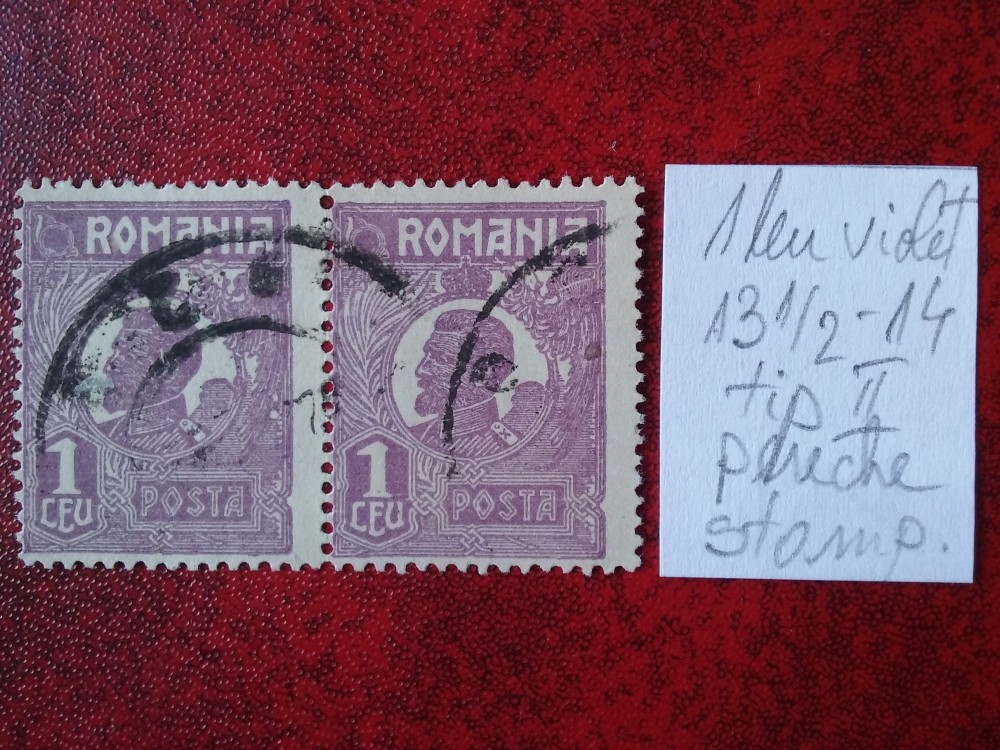 ROMANIA
1
LEU
POSTA
ROMANIA
1
LEU
POSTA
1 leu violet
13 1/2 - 14
tip II
pereche
stamp.